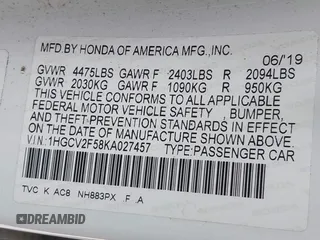 MFD BY HONDA OF AMERICA MFG.,INC.
06/'19
GVWR 4475LBS GAWR F 2403LBS R 2094LBS
GVWR 2030KG GAWR F 1090KG R 950KG
THIS VEHICLE CONFORMS TO ALL APPLICABLE
FEDERAL MOTOR VEHICLE SAFETY , BUMPER,
AND THEFT PREVENTION STANDARDS IN EFFECT ON
THE DATE OF MANUFACTURE SHOWN ABOVE.
VIN:1HGCV2F58KA027457 TYPE:PASSENGER CAR
TVC K AC8 NH883PX F A
DREAMBID